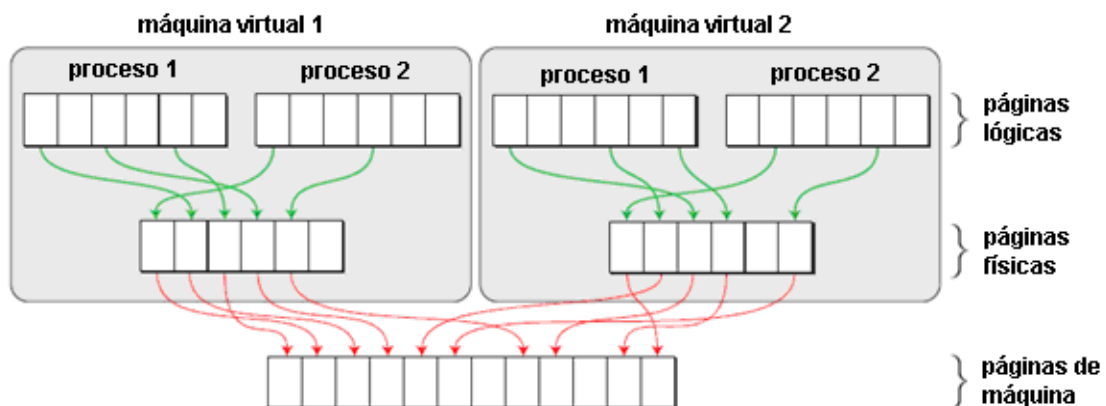 máquina virtual 1
máquina virtual 2
proceso 1
proceso 2
proceso 1
proceso 2
páginas
lógicas
páginas
físicas
páginas de
máquina